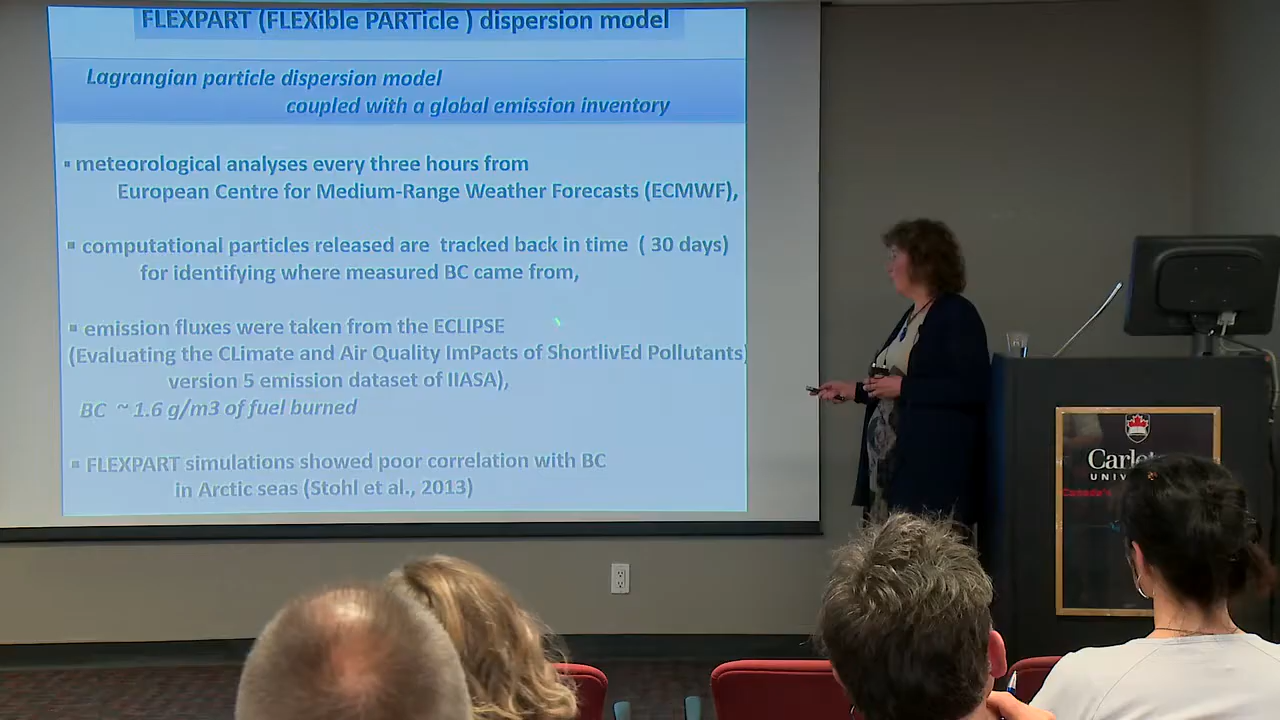 FLEXPART (FLEXible PARTicle ) dispersion model
Lagrangian particle dispersion model
coupled with a global emission inventory
▪ meteorological analyses every three hours from
European Centre for Medium-Range Weather Forecasts (ECMWF),
▪ computational particles released are tracked back in time ( 30 days)
for identifying where measured BC came from,
▪ emission fluxes were taken from the ECLIPSE
(Evaluating the CLimate and Air Quality ImPacts of ShortlivEd Pollutants)
version 5 emission dataset of IIASA),
BC ~ 1.6 g/m3 of fuel burned
▪ FLEXPART simulations showed poor correlation with BC
in Arctic seas (Stohl et al., 2013)
Canada's